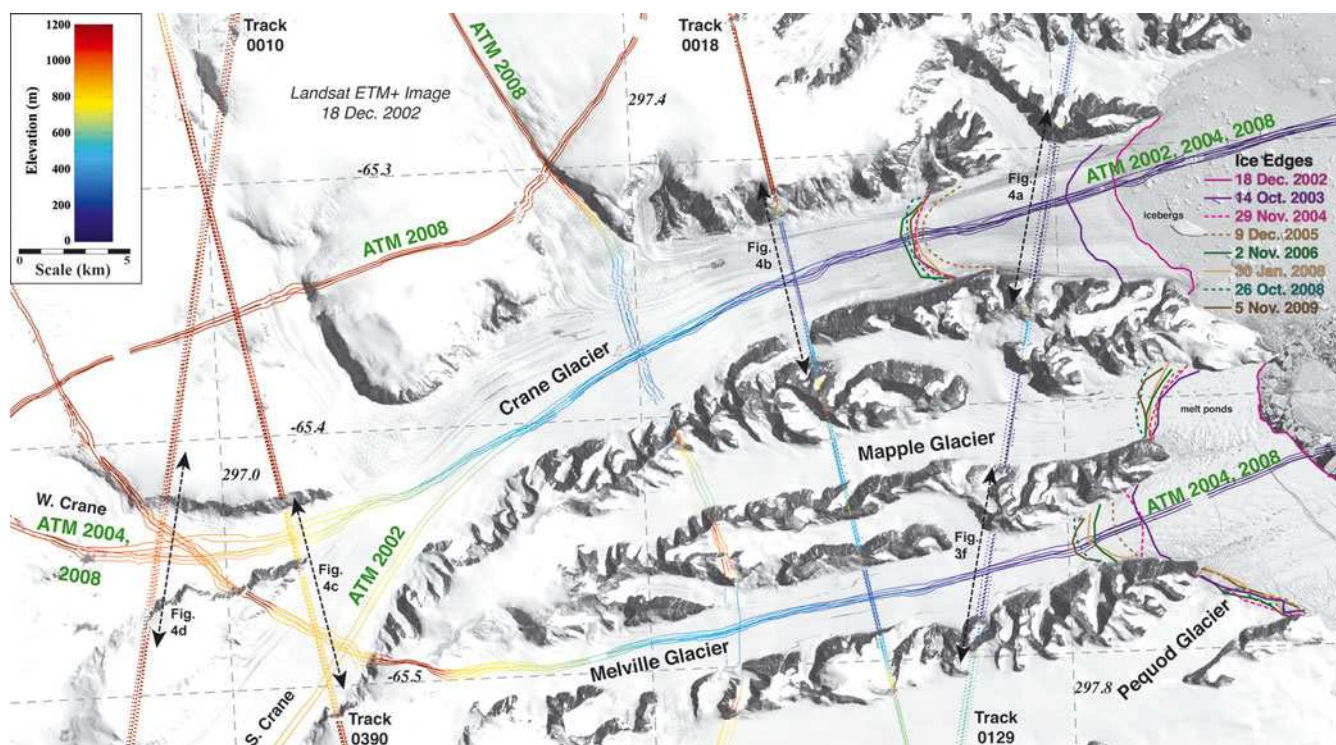 1200
1000
800
600
400
200
0
Elevation (m)
0 5
Scale (km)
Track
0010
Landsat ETM+ Image
18 Dec. 2002
ATM 2008
297.4
Track
0018
-65.3
ATM 2008
Fig.
4b
Fig.
4a
ATM 2002, 2004, 2008
Ice Edges
18 Dec. 2002
14 Oct. 2003
29 Nov. 2004
9 Dec. 2005
2 Nov. 2006
30 Jan. 2008
26 Oct. 2008
5 Nov. 2009
icebergs
Crane Glacier
-65.4
297.0
W. Crane
ATM 2004,
2008
Fig.
4d
Fig.
4c
ATM 2002
Mapple Glacier
melt ponds
ATM 2004, 2008
Fig.
3f
Melville Glacier
-65.5
S. Crane
Track
0390
Track
0129
297.8
Pequod Glacier